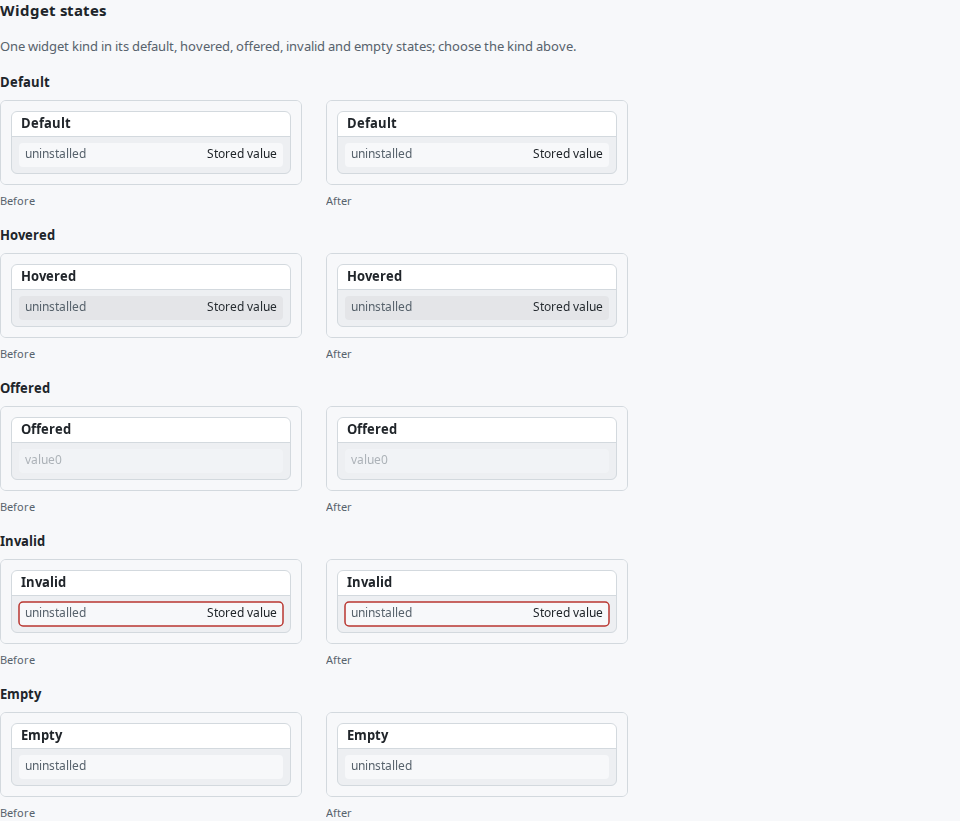 Widget states
One widget kind in its default, hovered, offered, invalid and empty states; choose the kind above.
Default
Default Default
uninstalled Stored value uninstalled Stored value
Before After
Hovered
Hovered Hovered
uninstalled Stored value uninstalled Stored value
Before After
Offered
Offered Offered
value0 value0
Before After
Invalid
Invalid Invalid
uninstalled Stored value uninstalled Stored value
Before After
Empty
Empty Empty
uninstalled uninstalled
Before After